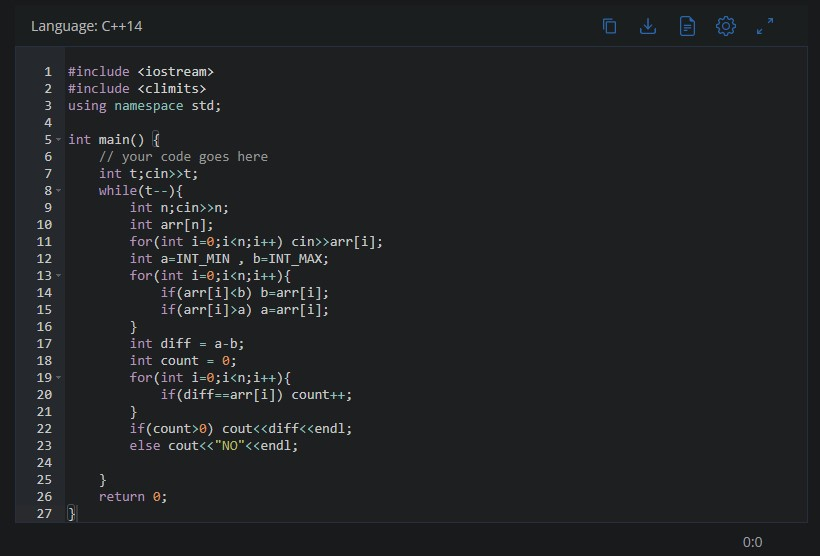 Language: C++14
1 #include <iostream>
2 #include <climits>
3 using namespace std;
4
5 int main() {
6     // your code goes here
7     int t;cin>>t;
8     while(t--){
9         int n;cin>>n;
10         int arr[n];
11         for(int i=0;i<n;i++) cin>>arr[i];
12         int a=INT_MIN , b=INT_MAX;
13         for(int i=0;i<n;i++){
14             if(arr[i]<b) b=arr[i];
15             if(arr[i]>a) a=arr[i];
16         }
17         int diff = a-b;
18         int count = 0;
19         for(int i=0;i<n;i++){
20             if(diff==arr[i]) count++;
21         }
22         if(count>0) cout<<diff<<endl;
23         else cout<<"NO"<<endl;
24
25     }
26     return 0;
27 }
0:0